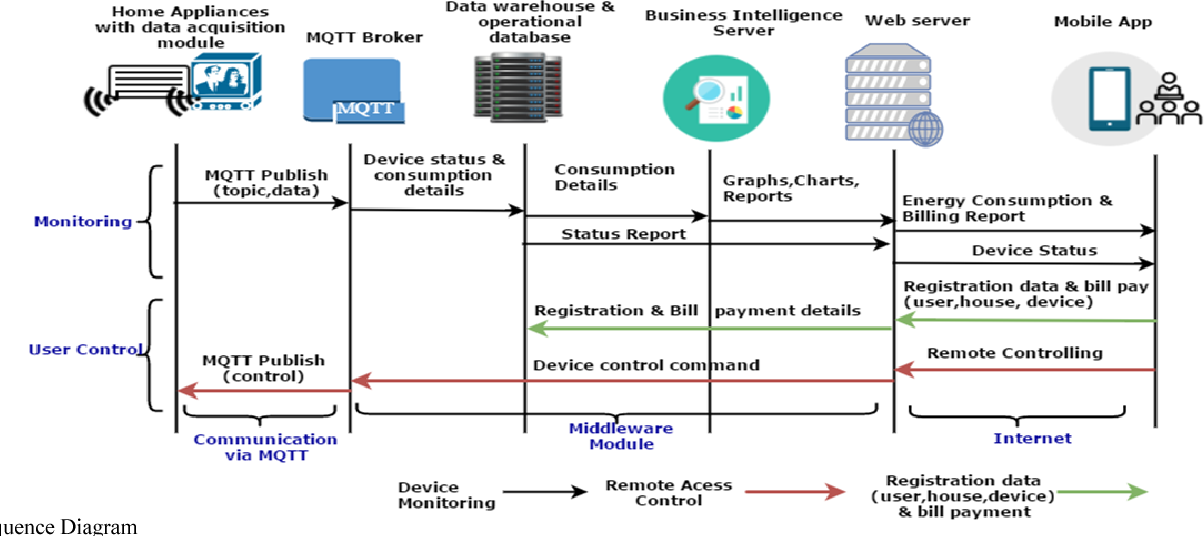 Home Appliances
with data acquisition
module
MQTT Broker
Data warehouse &
operational
database
Business Intelligence
Server
Web server
Mobile App
MQTT
MQTT Publish
(topic,data)
Device status &
consumption
details
Consumption
Details
Graphs,Charts,
Reports
Energy Consumption &
Billing Report
Monitoring
Status Report
Device Status
Registration data & bill pay
(user,house, device)
Registration & Bill payment details
User Control
MQTT Publish
(control)
Device control command
Remote Controlling
Communication
via MQTT
Middleware
Module
Internet
Device
Monitoring
Remote Acess
Control
Registration data
(user,house,device)
& bill payment
quence Diagram